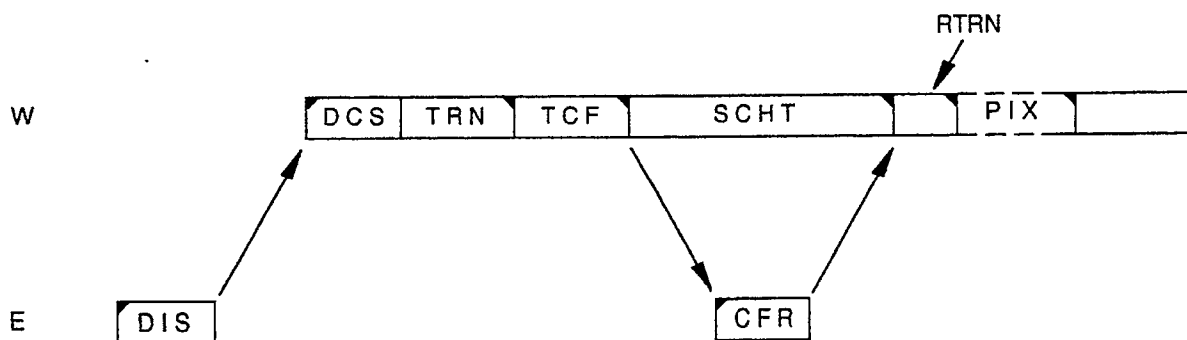 RTRN
W DCS TRN TCF SCHT PIX
E DIS CFR